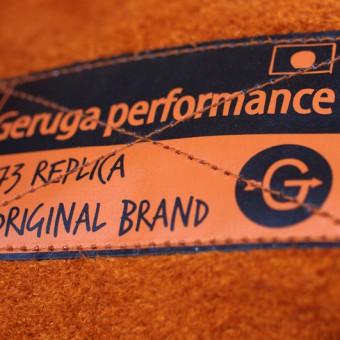 Geruga performance
73 REPLICA
ORIGINAL BRAND
G